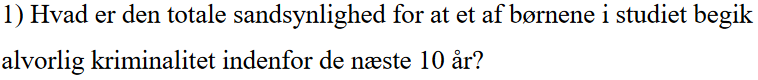 1) Hvad er den totale sandsynlighed for at et af børnene i studiet begik
alvorlig kriminalitet indenfor de næste 10 år?